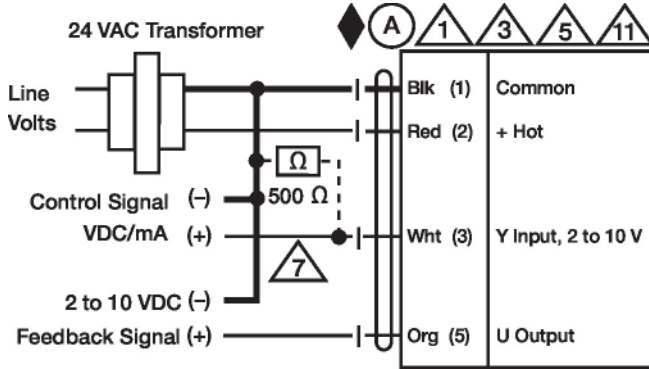 24 VAC Transformer
A 1 3 5 11
Line
Volts
Blk (1) Common
Red (2) + Hot
Ω
500 Ω
Control Signal (-)
VDC/mA (+)
7
Wht (3) Y Input, 2 to 10 V
2 to 10 VDC (-)
Feedback Signal (+)
Org (5) U Output